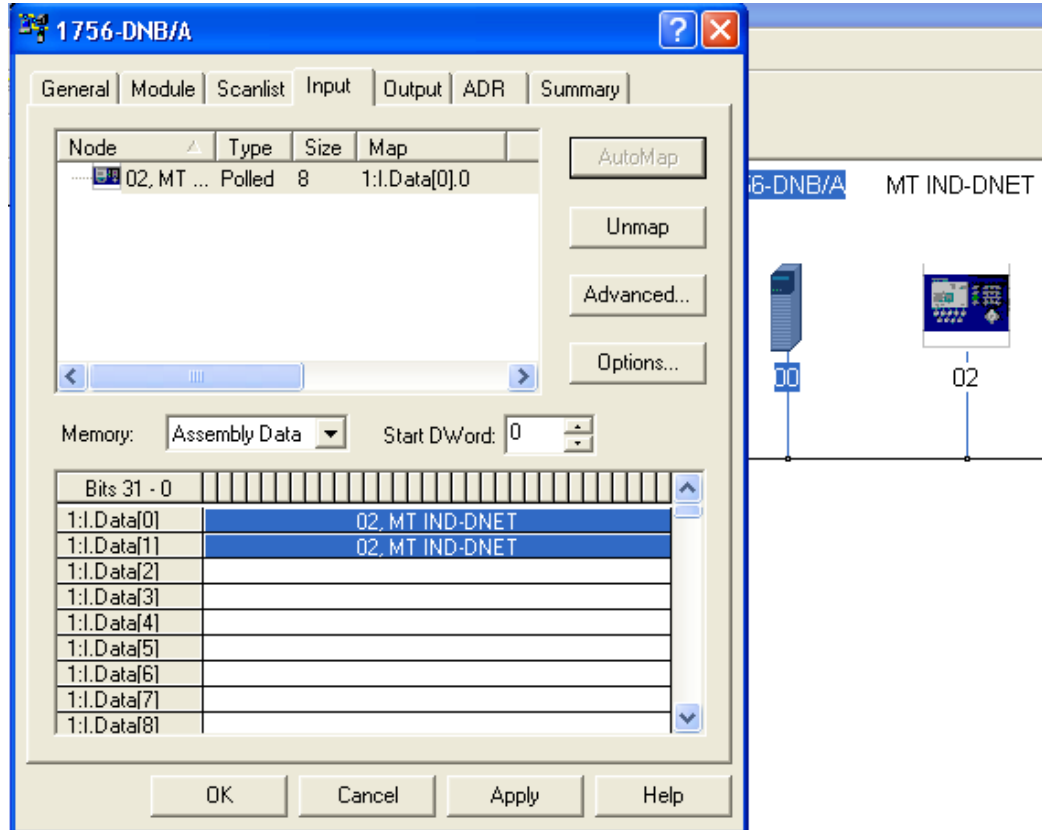 1756-DNB/A
General Module Scanlist Input Output ADR Summary
Node Type Size Map
02, MT ... Polled 8 1:I.Data[0].0
AutoMap
Unmap
Advanced...
Options...
Memory: Assembly Data Start DWord: 0
Bits 31 - 0
1:I.Data[0] 02, MT IND-DNET
1:I.Data[1] 02, MT IND-DNET
1:I.Data[2]
1:I.Data[3]
1:I.Data[4]
1:I.Data[5]
1:I.Data[6]
1:I.Data[7]
1:I.Data[8]
OK Cancel Apply Help
6-DNB/A MT IND-DNET
00 02